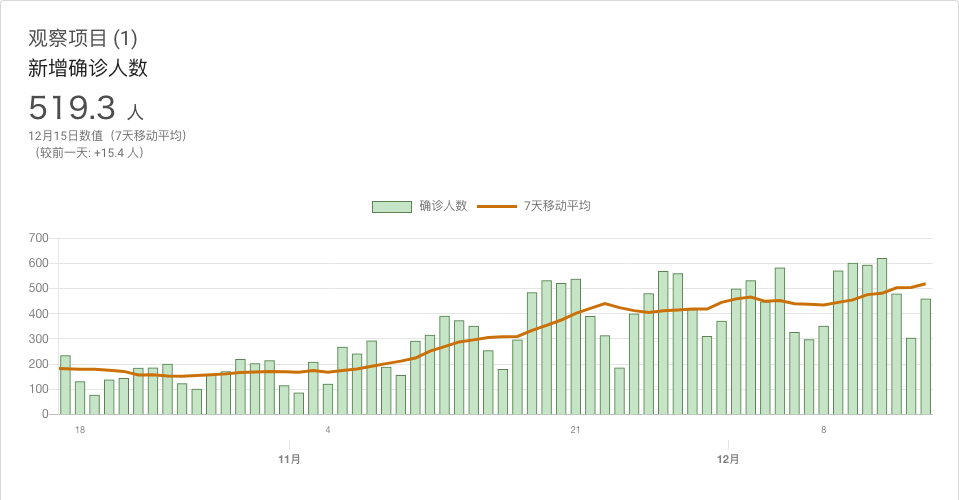 观察项目 (1)
新增确诊人数
519.3 人
12月15日数值（7天移动平均）
（较前一天: +15.4 人）
确诊人数 7天移动平均
700
600
500
400
300
200
100
0
18 4 21 8
11月 12月